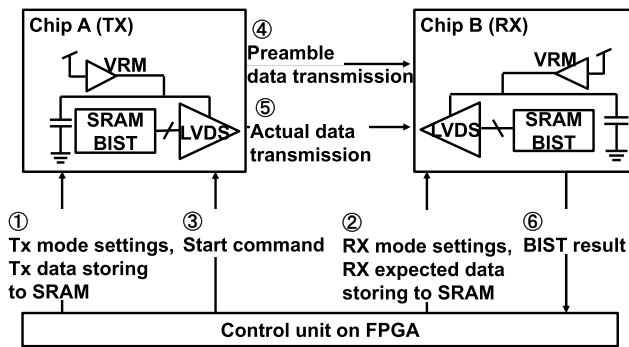 Chip A (TX)
VRM
SRAM
BIST
LVDS
④
Preamble
data transmission
⑤
Actual data
transmission
Chip B (RX)
VRM
LVDS
SRAM
BIST
①
Tx mode settings,
Tx data storing
to SRAM
③
Start command
②
RX mode settings,
RX expected data
storing to SRAM
⑥
BIST result
Control unit on FPGA